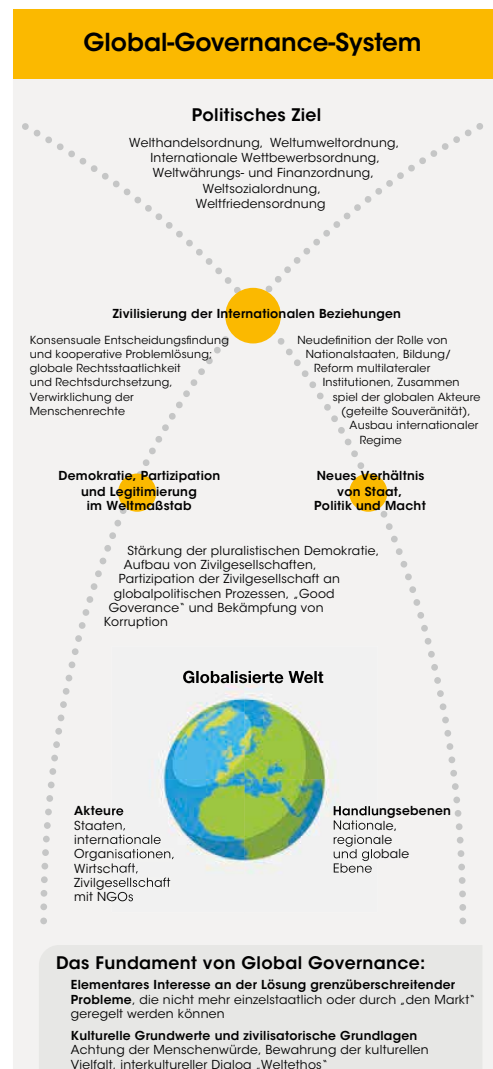 Global-Governance-System
Politisches Ziel
Welthandelsordnung, Weltumweltordnung,
Internationale Wettbewerbsordnung,
Weltwährungs- und Finanzordnung,
Weltsozialordnung,
Weltfriedensordnung
Zivilisierung der Internationalen Beziehungen
Konsensuale Entscheidungsfindung
und kooperative Problemlösung;
globale Rechtsstaatlichkeit
und Rechtsdurchsetzung,
Verwirklichung der
Menschenrechte
Neudefinition der Rolle von
Nationalstaaten, Bildung/
Reform multilateraler
Institutionen, Zusammen
spiel der globalen Akteure
(geteilte Souveränität),
Ausbau internationaler
Regime
Demokratie, Partizipation
und Legitimierung
im Weltmaßstab
Neues Verhältnis
von Staat,
Politik und Macht
Stärkung der pluralistischen Demokratie,
Aufbau von Zivilgesellschaften,
Partizipation der Zivilgesellschaft an
globalpolitischen Prozessen, „Good
Goverance“ und Bekämpfung von
Korruption
Globalisierte Welt
Akteure
Staaten,
internationale
Organisationen,
Wirtschaft,
Zivilgesellschaft
mit NGOs
Handlungsebenen
Nationale,
regionale
und globale
Ebene
Das Fundament von Global Governance:
Elementares Interesse an der Lösung grenzüberschreitender
Probleme, die nicht mehr einzelstaatlich oder durch „den Markt“
geregelt werden können
Kulturelle Grundwerte und zivilisatorische Grundlagen
Achtung der Menschenwürde, Bewahrung der kulturellen
Vielfalt, interkultureller Dialog „Weltethos“